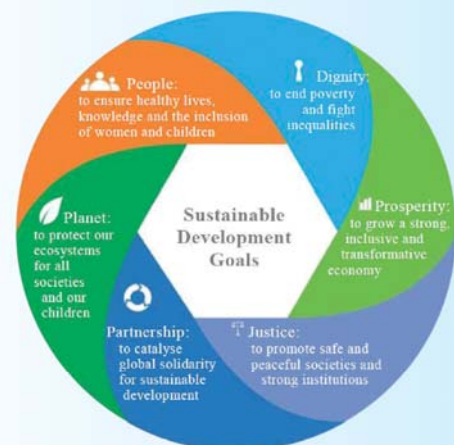 Dignity:
to end poverty
and fight
inequalities
Prosperity:
to grow a strong,
inclusive and
transformative
economy
Justice:
to promote safe and
peaceful societies and
strong institutions
Partnership:
to catalyse
global solidarity
for sustainable
development
Planet:
to protect our
ecosystems
for all
societies
and our
children
People:
to ensure healthy lives,
knowledge and the inclusion
of women and children
Sustainable
Development
Goals